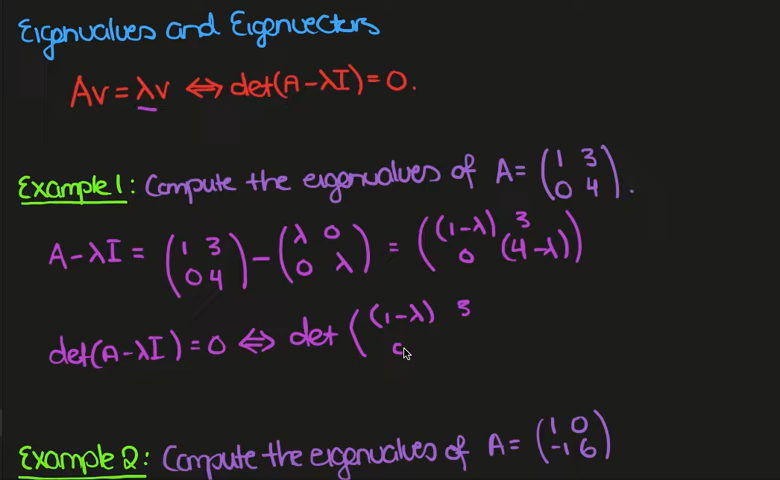 Eigenvalues and Eigenvectors
Av = λv ⇔ det(A - λI) = 0.
Example 1: Compute the eigenvalues of A = (1 3
0 4).
A - λI = (1 3
0 4) - (λ 0
0 λ) = ((1-λ) 3
0 (4-λ))
det(A - λI) = 0 ⇔ det ((1-λ) 3
Example 2: Compute the eigenvalues of A = (1 0
-1 6)